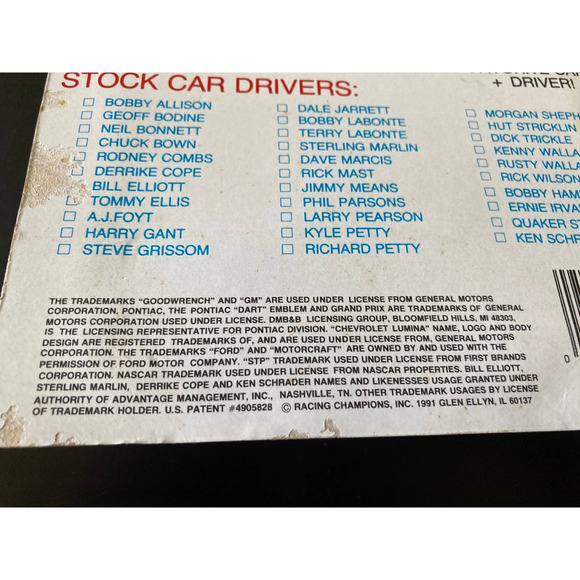 + DRIVER!
STOCK CAR DRIVERS:
BOBBY ALLISON
GEOFF BODINE
NEIL BONNETT
CHUCK BOWN
RODNEY COMBS
DERRIKE COPE
BILL ELLIOTT
TOMMY ELLIS
A.J.FOYT
HARRY GANT
STEVE GRISSOM
DALE JARRETT
BOBBY LABONTE
TERRY LABONTE
STERLING MARLIN
DAVE MARCIS
RICK MAST
JIMMY MEANS
PHIL PARSONS
LARRY PEARSON
KYLE PETTY
RICHARD PETTY
MORGAN SHEPH
HUT STRICKLIN
DICK TRICKLE
KENNY WALLA
RUSTY WALLA
RICK WILSON
BOBBY HAM
ERNIE IRVA
QUAKER ST
KEN SCHR
THE TRADEMARKS "GOODWRENCH" AND "GM" ARE USED UNDER LICENSE FROM GENERAL MOTORS
CORPORATION. PONTIAC, THE PONTIAC "DART" EMBLEM AND GRAND PRIX ARE TRADEMARKS OF GENERAL
MOTORS CORPORATION USED UNDER LICENSE. DMB&B LICENSING GROUP, BLOOMFIELD HILLS, MI 48303,
IS THE LICENSING REPRESENTATIVE FOR PONTIAC DIVISION. "CHEVROLET LUMINA" NAME, LOGO AND BODY
DESIGN ARE REGISTERED TRADEMARKS OF, AND ARE USED UNDER LICENSE FROM, GENERAL MOTORS
CORPORATION. THE TRADEMARKS "FORD" AND "MOTORCRAFT" ARE OWNED BY AND USED WITH THE
PERMISSION OF FORD MOTOR COMPANY. "STP" TRADEMARK USED UNDER LICENSE FROM FIRST BRANDS
CORPORATION. NASCAR TRADEMARK USED UNDER LICENSE FROM NASCAR PROPERTIES. BILL ELLIOTT,
STERLING MARLIN, DERRIKE COPE AND KEN SCHRADER NAMES AND LIKENESSES USAGE GRANTED UNDER
AUTHORITY OF ADVANTAGE MANAGEMENT, INC., NASHVILLE, TN. OTHER TRADEMARK USAGES BY LICENSE
OF TRADEMARK HOLDER. U.S. PATENT #4905828 © RACING CHAMPIONS, INC. 1991 GLEN ELLYN, IL 60137
0